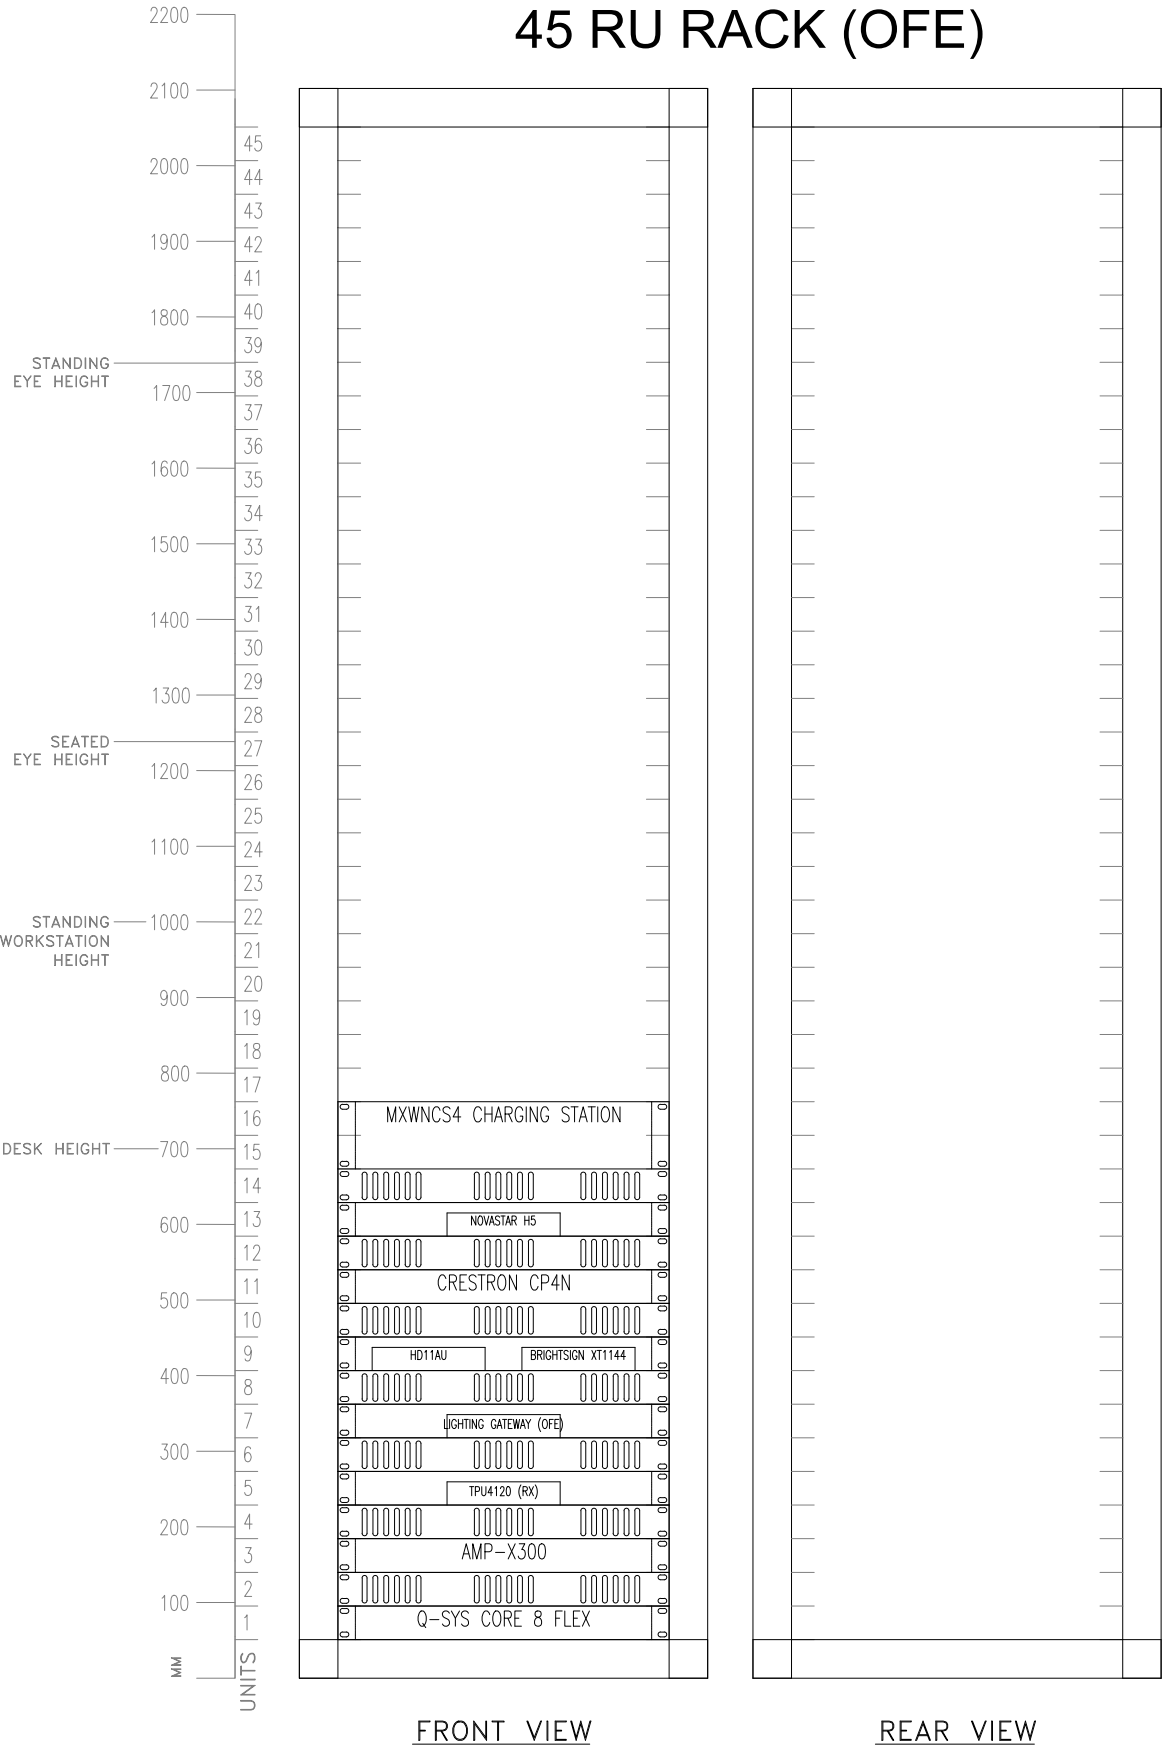 45 RU RACK (OFE)
2200
2100
45
2000
44
43
1900
42
41
1800
40
39
STANDING
EYE HEIGHT
38
1700
37
36
1600
35
34
1500
33
32
1400
31
30
1300
29
28
SEATED
EYE HEIGHT
27
1200
26
25
1100
24
23
STANDING
WORKSTATION
HEIGHT
1000
22
21
20
900
19
18
800
17
16 MXWNCS4 CHARGING STATION
DESK HEIGHT 700 15
14
600 13 NOVASTAR H5
12
11 CRESTRON CP4N
500
10
9 HD11AU BRIGHTSIGN XT1144
400
8
7 LIGHTING GATEWAY (OFE)
300 6
5 TPU4120 (RX)
200 4
3 AMP-X300
2
100
1 Q-SYS CORE 8 FLEX
MM
UNITS
FRONT VIEW
REAR VIEW